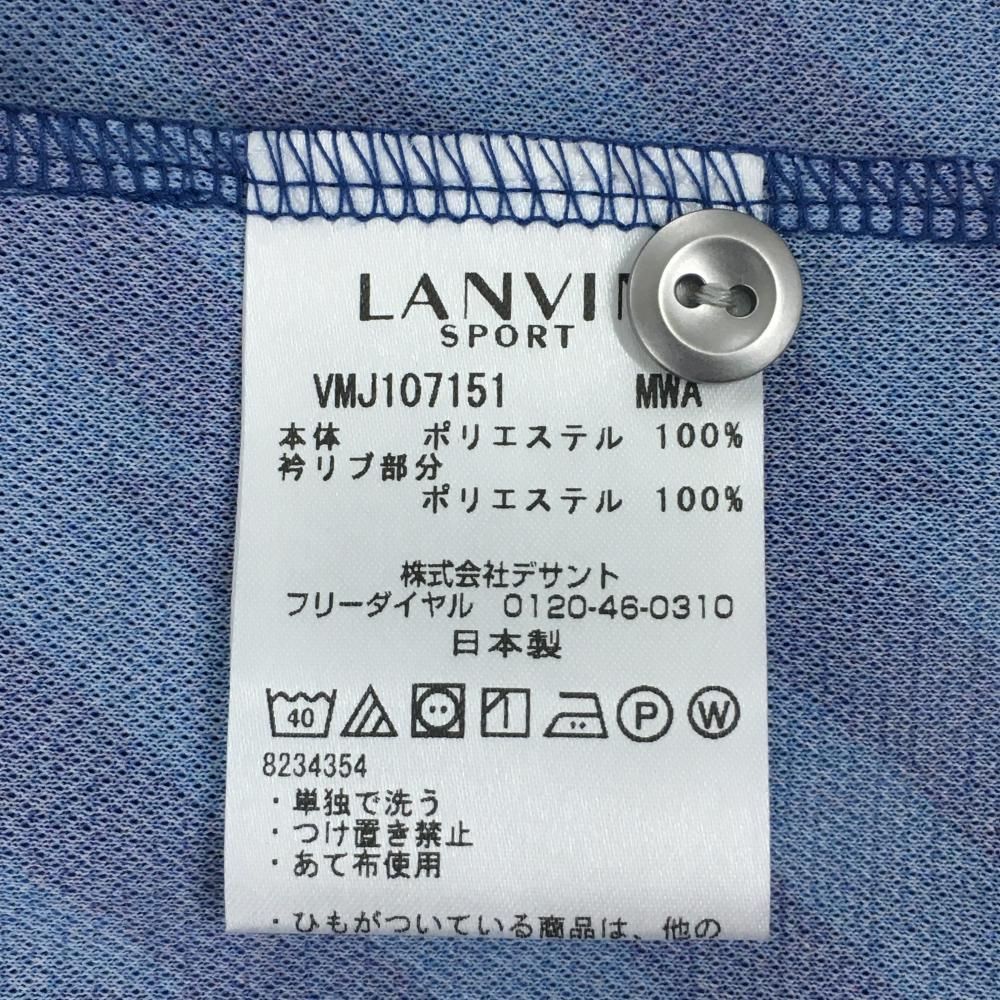 LANVIN
SPORT
VMJ107151 MWA
本体 ポリエステル 100%
衿リブ部分
ポリエステル 100%
株式会社デサント
フリーダイヤル 0120-46-0310
日本製
40 P W
8234354
・単独で洗う
・つけ置き禁止
・あて布使用
・ひもがついている商品は、他の